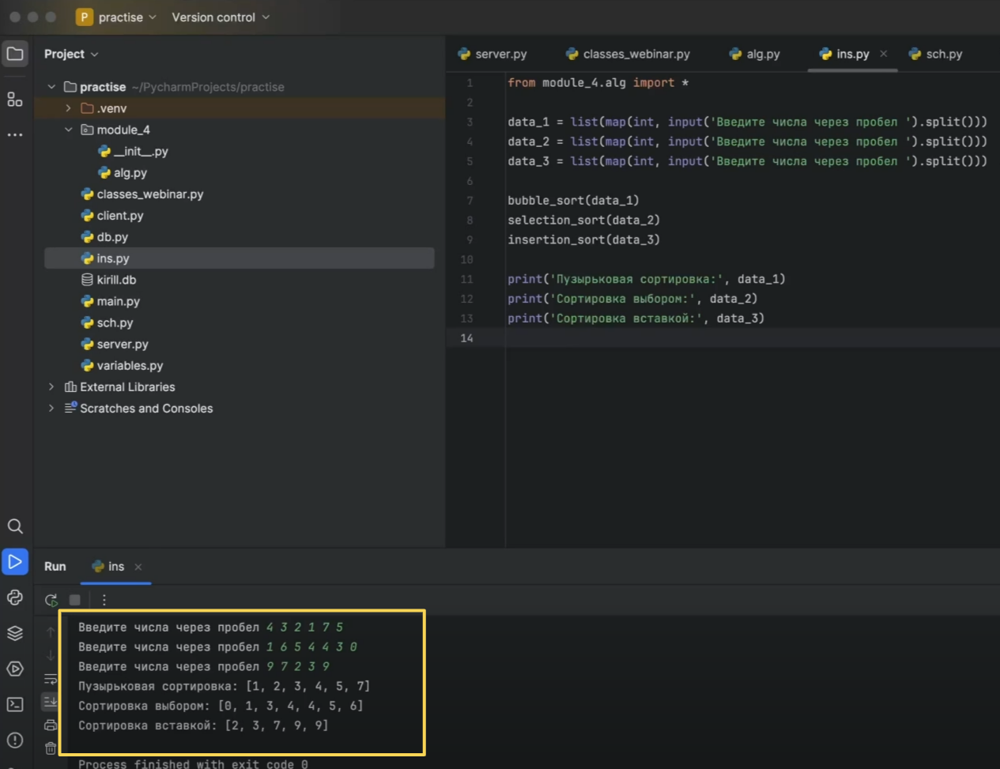 P practise Version control
Project
server.py classes_webinar.py alg.py ins.py sch.py
practise ~/PycharmProjects/practise
.venv
module_4
__init__.py
alg.py
classes_webinar.py
client.py
db.py
ins.py
kirill.db
main.py
sch.py
server.py
variables.py
External Libraries
Scratches and Consoles
1 from module_4.alg import *
2
3 data_1 = list(map(int, input('Введите числа через пробел ').split()))
4 data_2 = list(map(int, input('Введите числа через пробел ').split()))
5 data_3 = list(map(int, input('Введите числа через пробел ').split()))
6
7 bubble_sort(data_1)
8 selection_sort(data_2)
9 insertion_sort(data_3)
10
11 print('Пузырьковая сортировка:', data_1)
12 print('Сортировка выбором:', data_2)
13 print('Сортировка вставкой:', data_3)
14
Run ins
Введите числа через пробел 4 3 2 1 7 5
Введите числа через пробел 1 6 5 4 4 3 0
Введите числа через пробел 9 7 2 3 9
Пузырьковая сортировка: [1, 2, 3, 4, 5, 7]
Сортировка выбором: [0, 1, 3, 4, 4, 5, 6]
Сортировка вставкой: [2, 3, 7, 9, 9]
Process finished with exit code 0